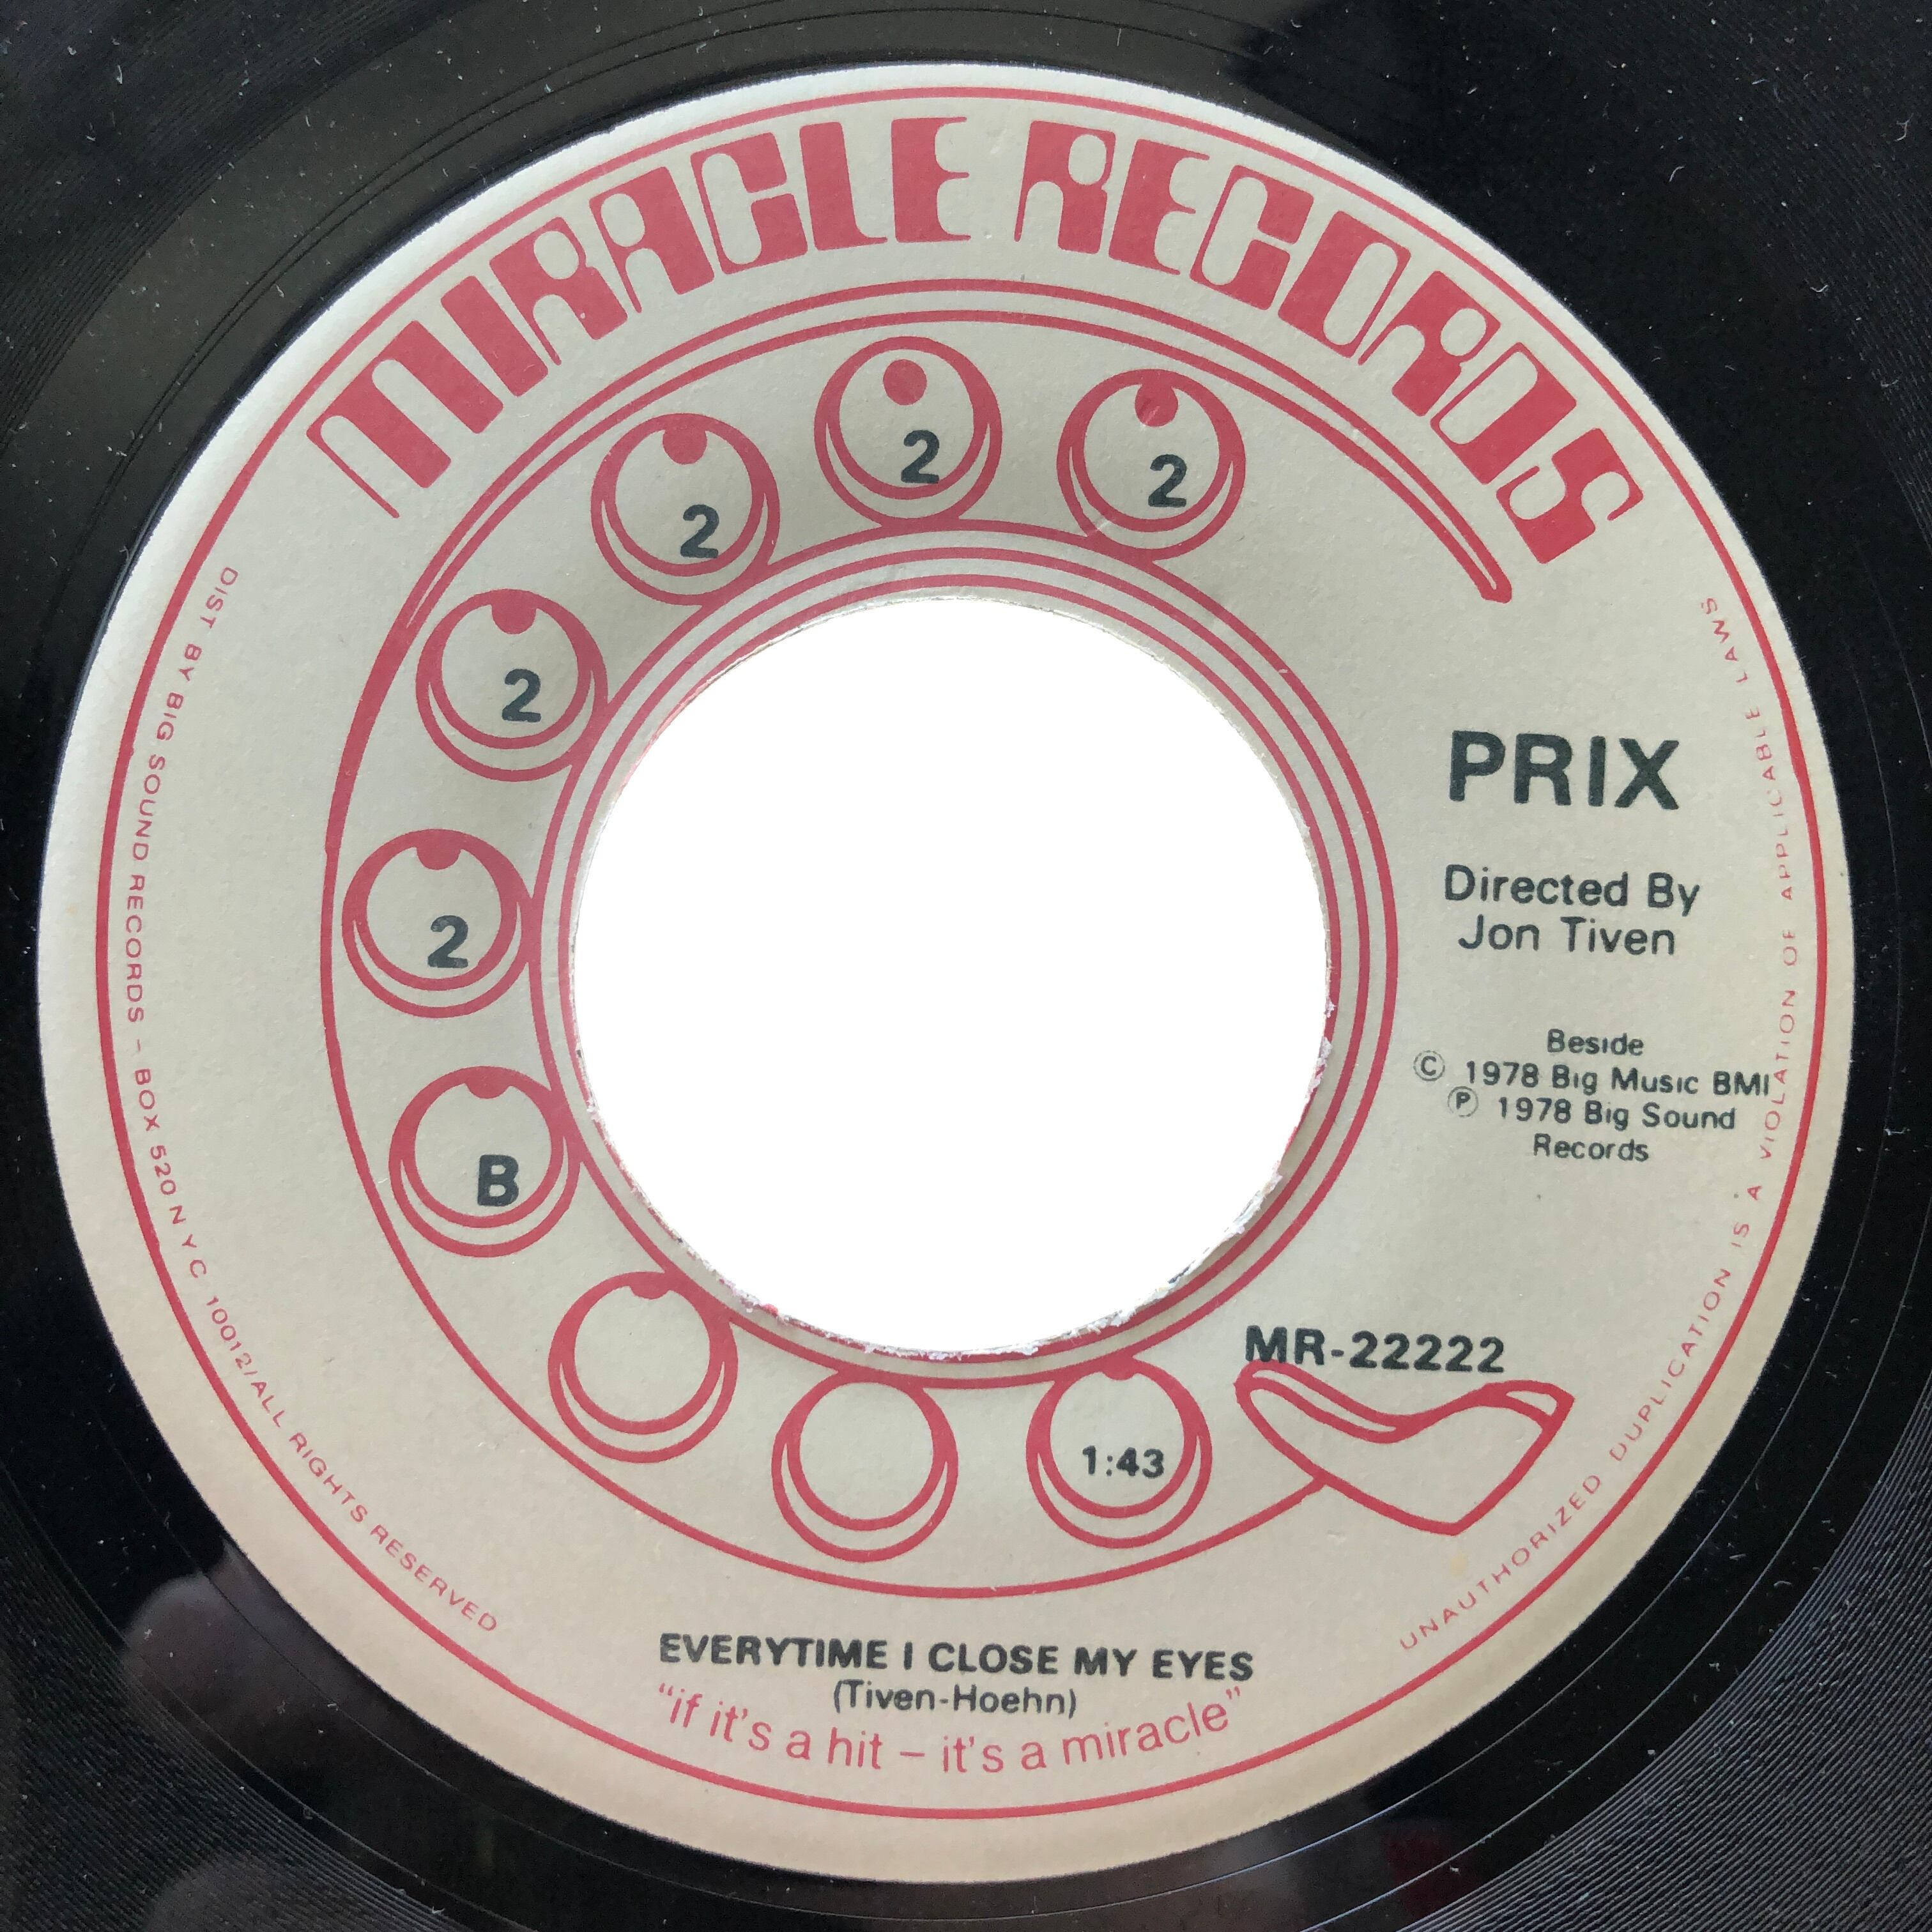 MIRACLE RECORDS
2
2
2
2
2
B
1:43
PRIX
Directed By
Jon Tiven
Beside
© 1978 Big Music BMI
℗ 1978 Big Sound
Records
MR-22222
EVERYTIME I CLOSE MY EYES
(Tiven-Hoehn)
"if it's a hit – it's a miracle"
DIST BY BIG SOUND RECORDS – BOX 520 N Y C 10012/ALL RIGHTS RESERVED
UNAUTHORIZED DUPLICATION IS A VIOLATION OF APPLICABLE LAWS